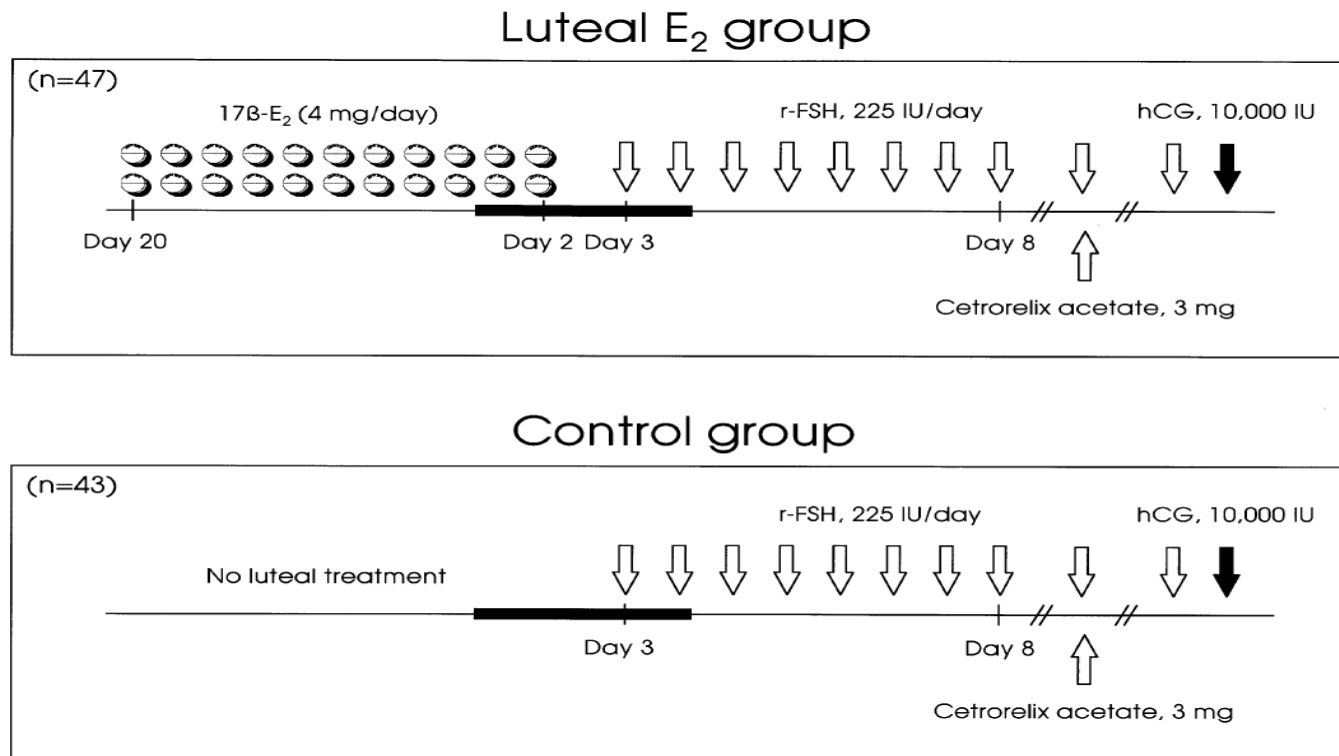 Luteal E₂ group
(n=47)
17ß-E₂ (4 mg/day) r-FSH, 225 IU/day hCG, 10,000 IU
Day 20 Day 2 Day 3 Day 8
Cetrorelix acetate, 3 mg
Control group
(n=43)
r-FSH, 225 IU/day hCG, 10,000 IU
No luteal treatment
Day 3 Day 8
Cetrorelix acetate, 3 mg